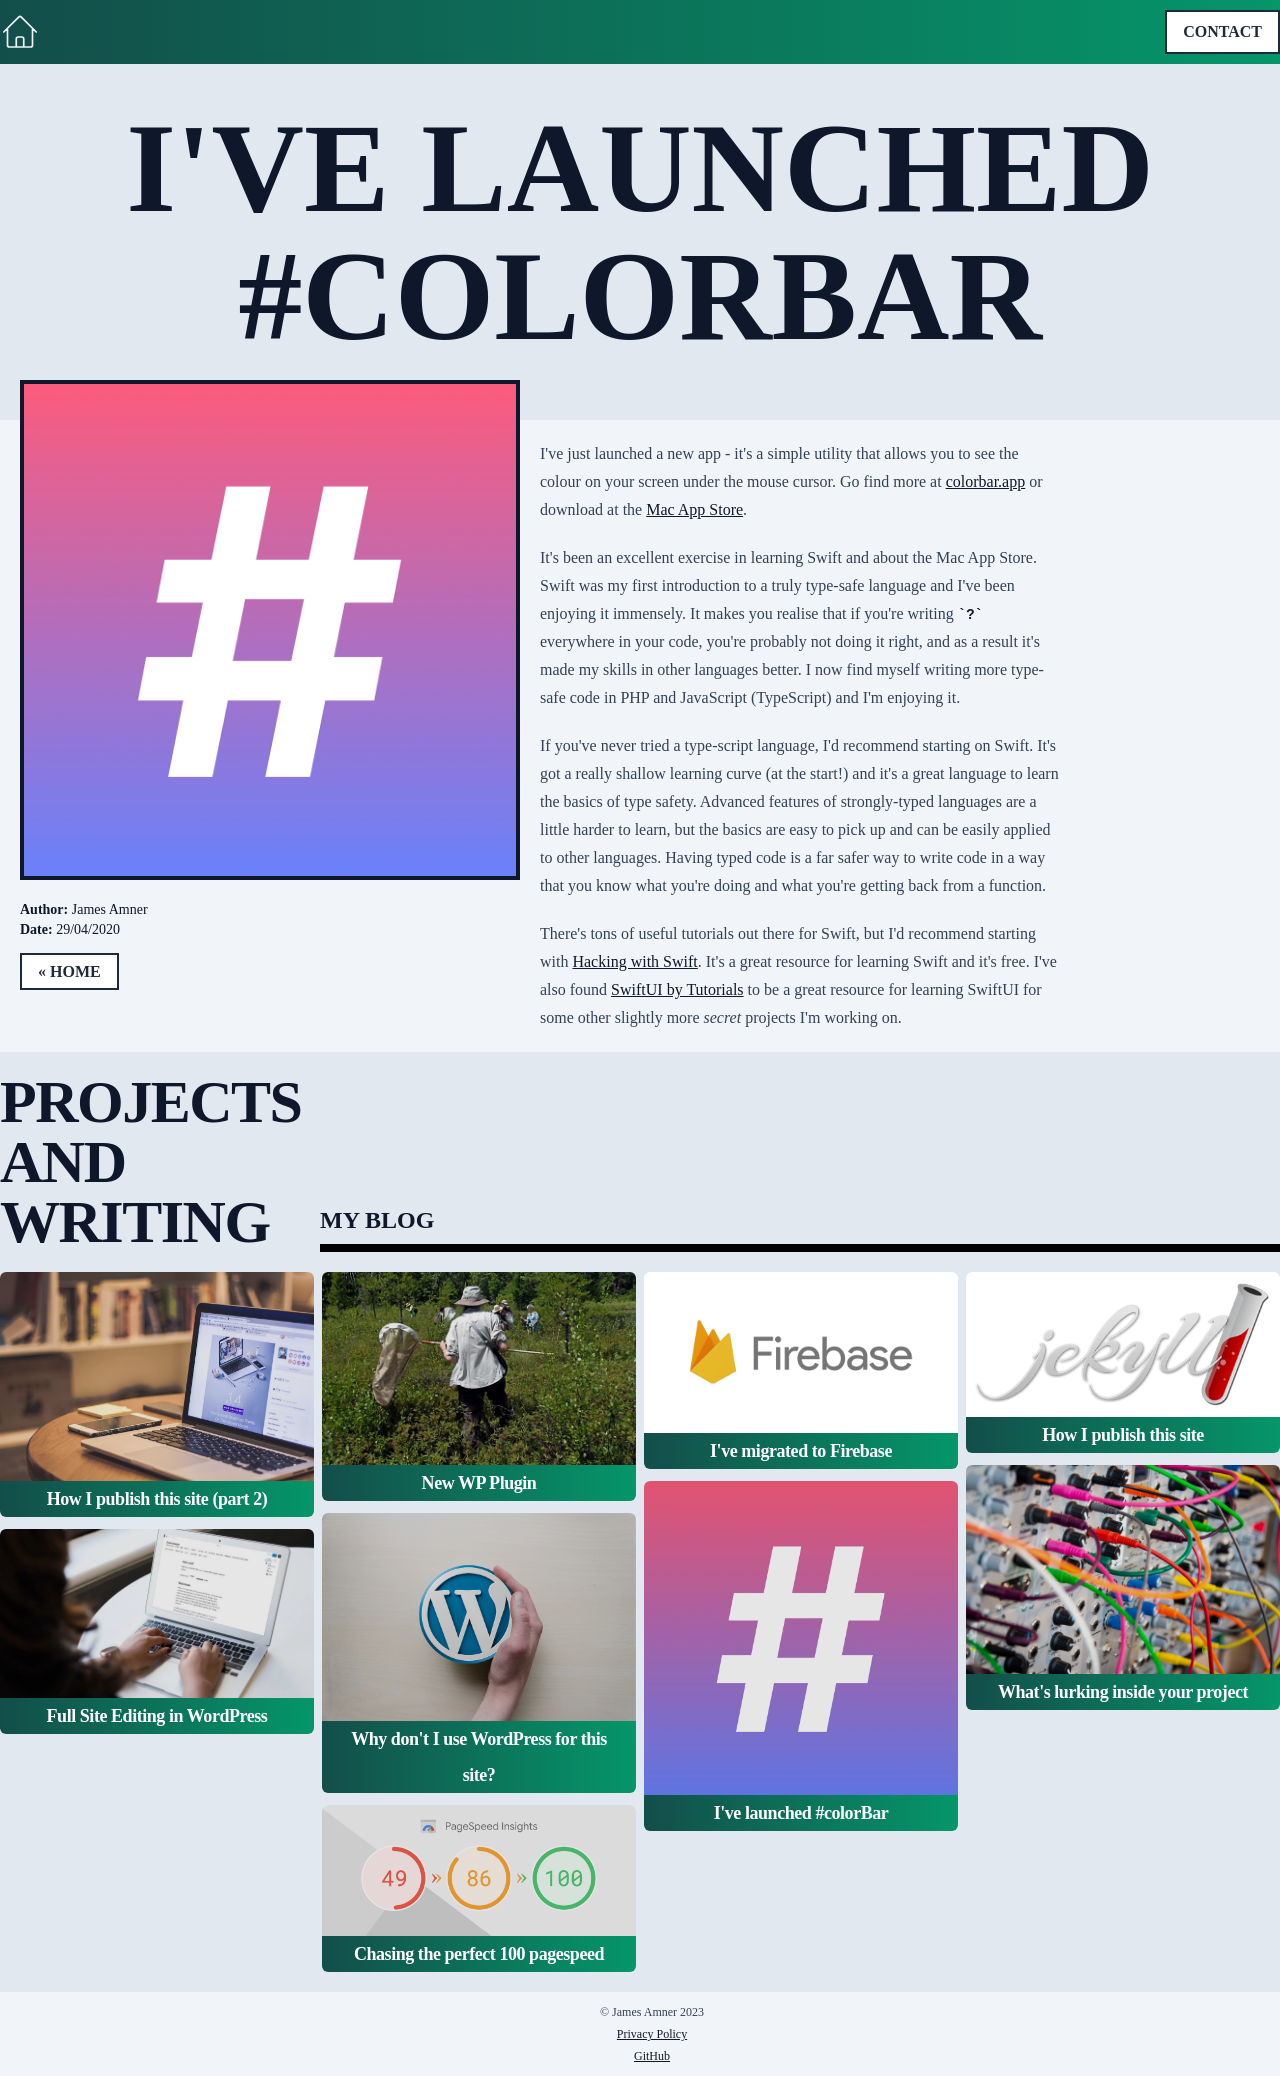 CONTACT
I'VE LAUNCHED
#COLORBAR
#
I've just launched a new app - it's a simple utility that allows you to see the
colour on your screen under the mouse cursor. Go find more at colorbar.app or
download at the Mac App Store.
It's been an excellent exercise in learning Swift and about the Mac App Store.
Swift was my first introduction to a truly type-safe language and I've been
enjoying it immensely. It makes you realise that if you're writing `?`
everywhere in your code, you're probably not doing it right, and as a result it's
made my skills in other languages better. I now find myself writing more type-
safe code in PHP and JavaScript (TypeScript) and I'm enjoying it.
If you've never tried a type-script language, I'd recommend starting on Swift. It's
got a really shallow learning curve (at the start!) and it's a great language to learn
the basics of type safety. Advanced features of strongly-typed languages are a
little harder to learn, but the basics are easy to pick up and can be easily applied
to other languages. Having typed code is a far safer way to write code in a way
that you know what you're doing and what you're getting back from a function.
There's tons of useful tutorials out there for Swift, but I'd recommend starting
with Hacking with Swift. It's a great resource for learning Swift and it's free. I've
also found SwiftUI by Tutorials to be a great resource for learning SwiftUI for
some other slightly more secret projects I'm working on.
Author: James Amner
Date: 29/04/2020
« HOME
PROJECTS
AND
WRITING
MY BLOG
How I publish this site (part 2)
Full Site Editing in WordPress
New WP Plugin
W
Why don't I use WordPress for this
site?
PageSpeed Insights
49 » 86 » 100
Chasing the perfect 100 pagespeed
Firebase
I've migrated to Firebase
#
I've launched #colorBar
jekyll
How I publish this site
What's lurking inside your project
© James Amner 2023
Privacy Policy
GitHub